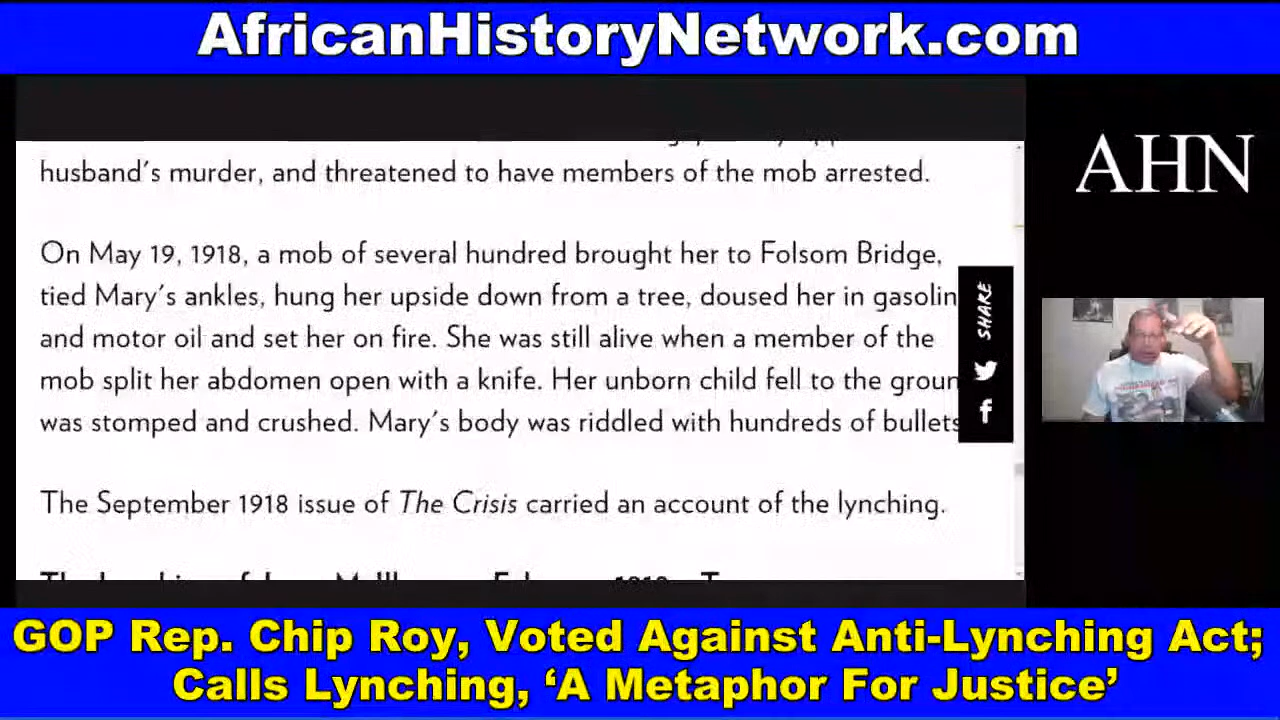 AfricanHistoryNetwork.com
AHN
husband's murder, and threatened to have members of the mob arrested.
On May 19, 1918, a mob of several hundred brought her to Folsom Bridge,
tied Mary's ankles, hung her upside down from a tree, doused her in gasolin
and motor oil and set her on fire. She was still alive when a member of the
mob split her abdomen open with a knife. Her unborn child fell to the groun
was stomped and crushed. Mary's body was riddled with hundreds of bullets
The September 1918 issue of The Crisis carried an account of the lynching.
SHARE
GOP Rep. Chip Roy, Voted Against Anti-Lynching Act;
Calls Lynching, ‘A Metaphor For Justice’